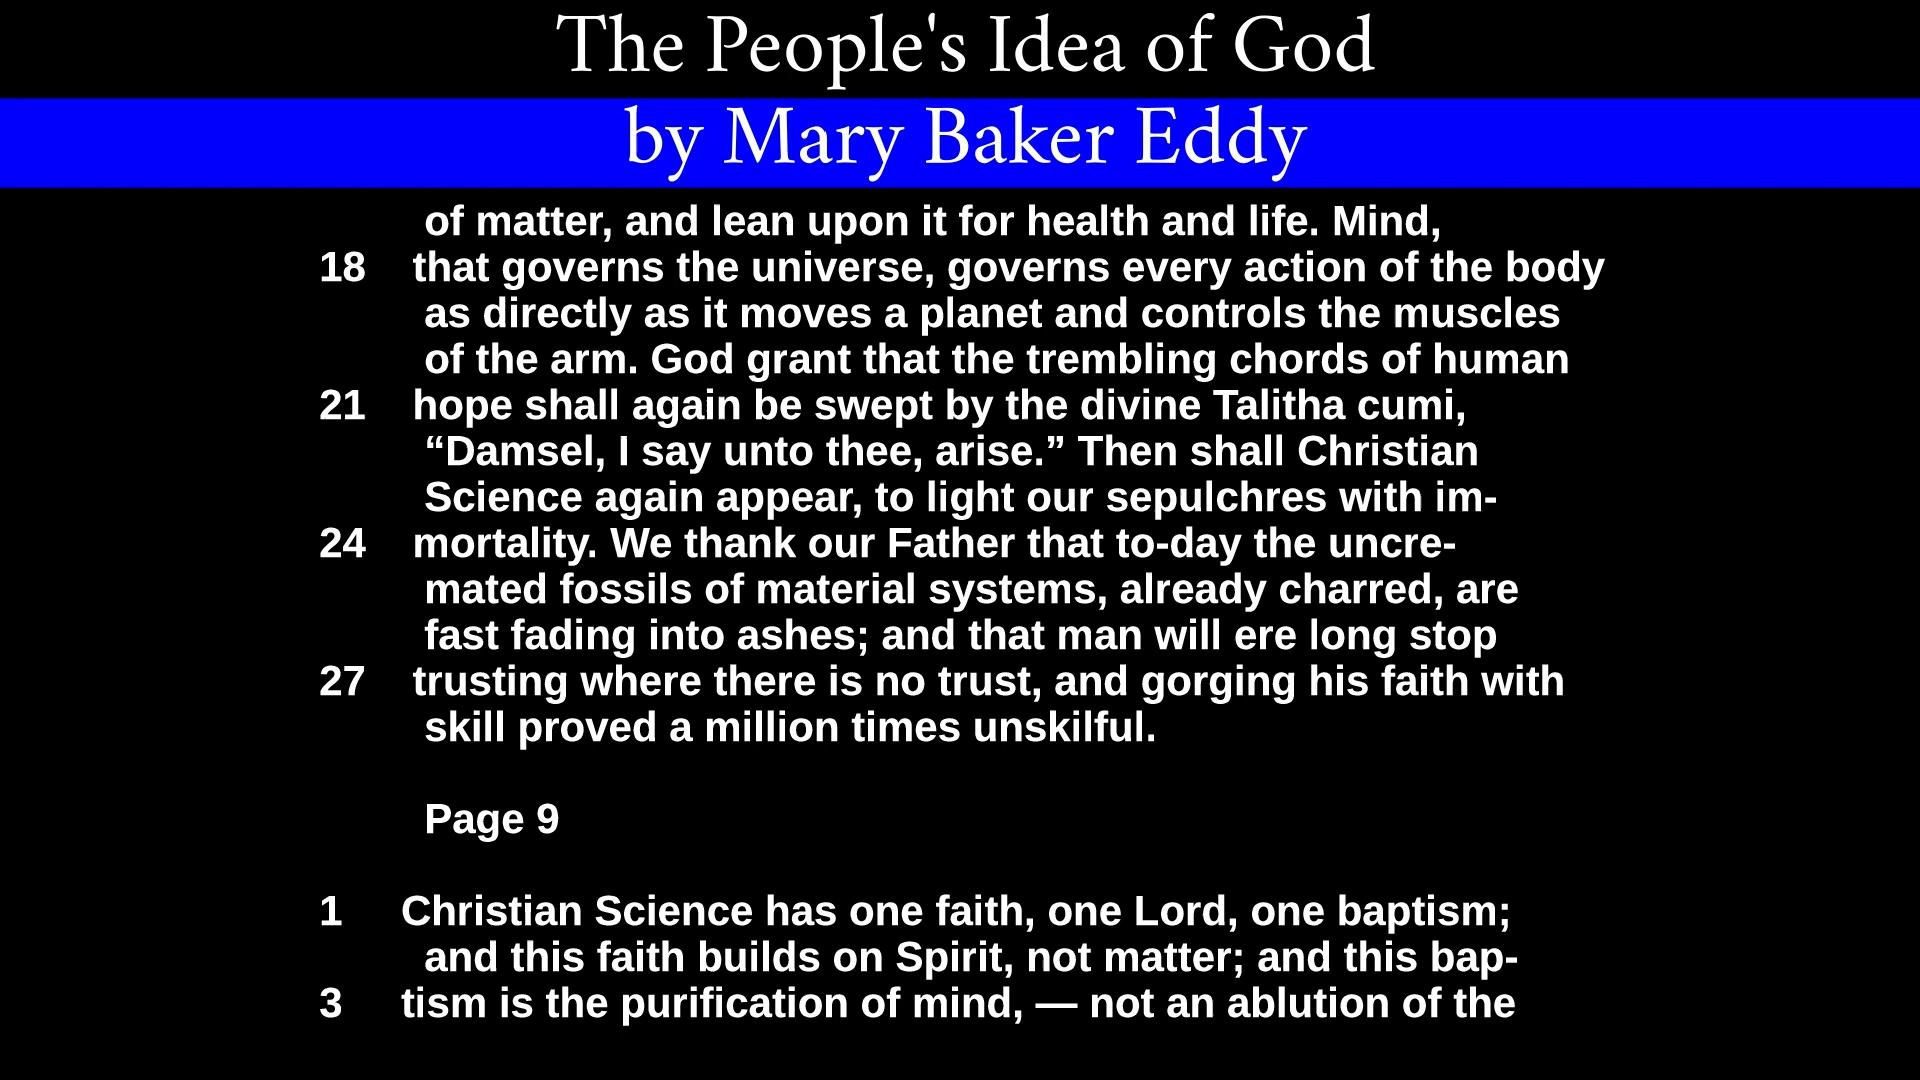 The People's Idea of God
by Mary Baker Eddy
of matter, and lean upon it for health and life. Mind,
18 that governs the universe, governs every action of the body
as directly as it moves a planet and controls the muscles
of the arm. God grant that the trembling chords of human
21 hope shall again be swept by the divine Talitha cumi,
“Damsel, I say unto thee, arise.” Then shall Christian
Science again appear, to light our sepulchres with im-
24 mortality. We thank our Father that to-day the uncre-
mated fossils of material systems, already charred, are
fast fading into ashes; and that man will ere long stop
27 trusting where there is no trust, and gorging his faith with
skill proved a million times unskilful.
Page 9
1 Christian Science has one faith, one Lord, one baptism;
and this faith builds on Spirit, not matter; and this bap-
3 tism is the purification of mind, — not an ablution of the